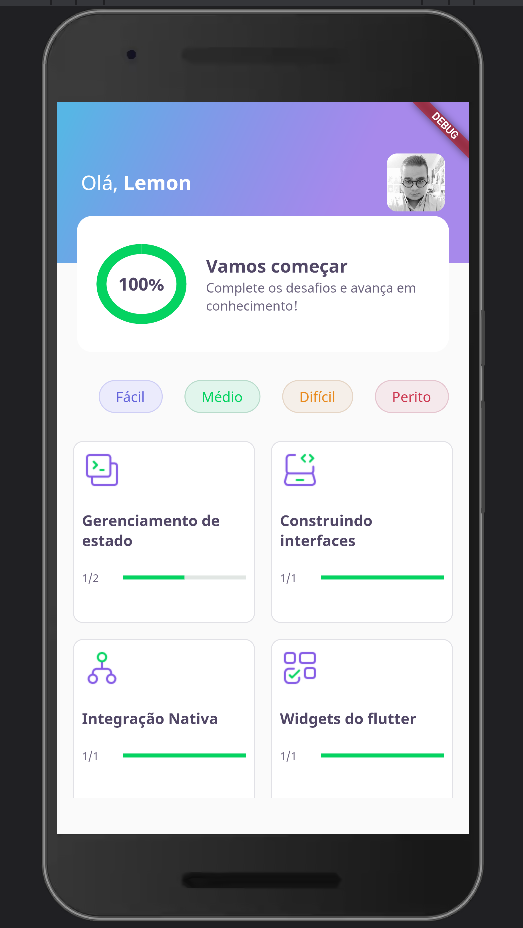 DEBUG
Olá, Lemon
100%
Vamos começar
Complete os desafios e avança em
conhecimento!
Fácil
Médio
Difícil
Perito
Gerenciamento de
estado
1/2
Construindo
interfaces
1/1
Integração Nativa
1/1
Widgets do flutter
1/1